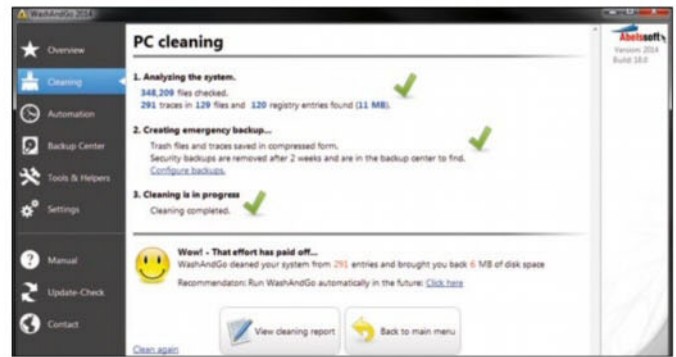 WashAndGo 2014
Overview
Cleaning
Automation
Backup Center
Tools & Helpers
Settings
Manual
Update-Check
Contact
PC cleaning
1. Analyzing the system.
348,209 files checked.
291 traces in 129 files and 120 registry entries found (11 MB).
2. Creating emergency backup...
Trash files and traces saved in compressed form.
Security backups are removed after 2 weeks and are in the backup center to find.
Configure backups.
3. Cleaning is in progress
Cleaning completed.
Wow! - That effort has paid off...
WashAndGo cleaned your system from 291 entries and brought you back 6 MB of disk space
Recommendaton: Run WashAndGo automatically in the future: Click here
View cleaning report
Back to main menu
Clean again
Abelssoft
Version: 2014
Build 18.0